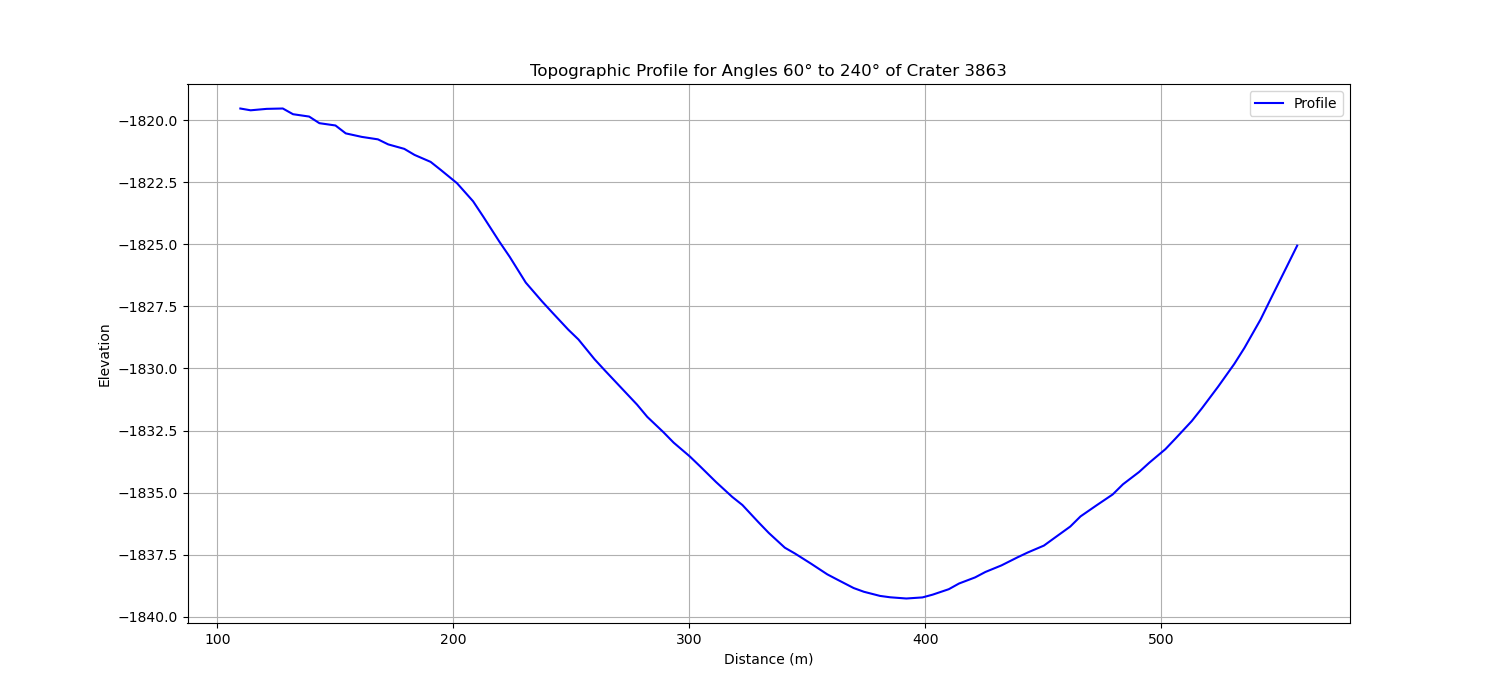 Topographic Profile for Angles 60° to 240° of Crater 3863
Profile
−1820.0
−1822.5
−1825.0
−1827.5
−1830.0
−1832.5
−1835.0
−1837.5
−1840.0
Elevation
100 200 300 400 500
Distance (m)